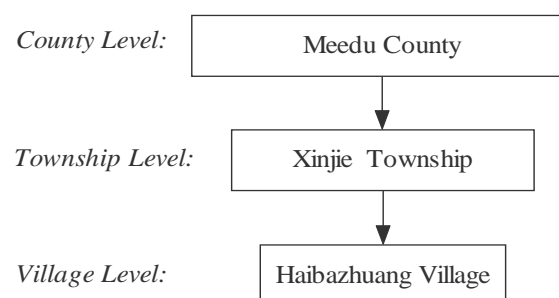 County Level: Meedu County
Township Level: Xinjie Township
Village Level: Haibazhuang Village